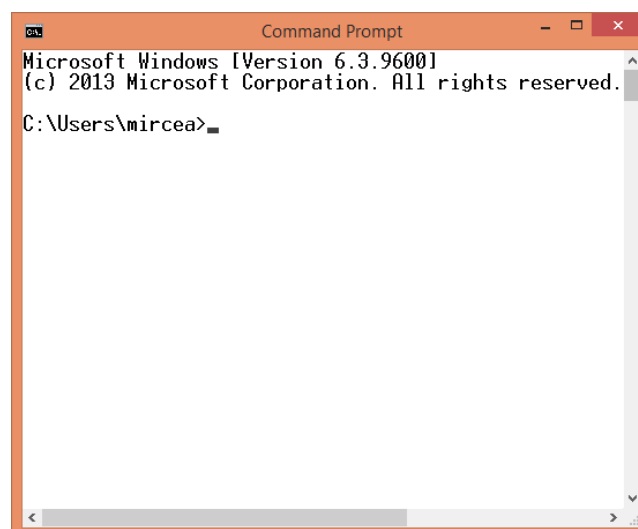 Command Prompt
Microsoft Windows [Version 6.3.9600]
(c) 2013 Microsoft Corporation. All rights reserved.
C:\Users\mircea>